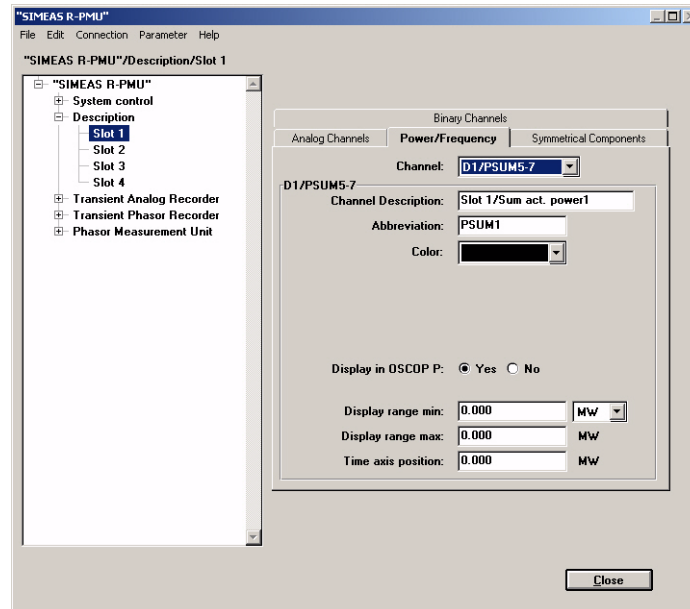 "SIMEAS R-PMU"
File Edit Connection Parameter Help
"SIMEAS R-PMU"/Description/Slot 1
"SIMEAS R-PMU"
System control
Description
Slot 1
Slot 2
Slot 3
Slot 4
Transient Analog Recorder
Transient Phasor Recorder
Phasor Measurement Unit
Binary Channels
Analog Channels Power/Frequency Symmetrical Components
Channel: D1/PSUM5-7
D1/PSUM5-7
Channel Description: Slot 1/Sum act. power1
Abbreviation: PSUM1
Color:
Display in OSCOP P: Yes No
Display range min: 0.000 MW
Display range max: 0.000 MW
Time axis position: 0.000 MW
Close